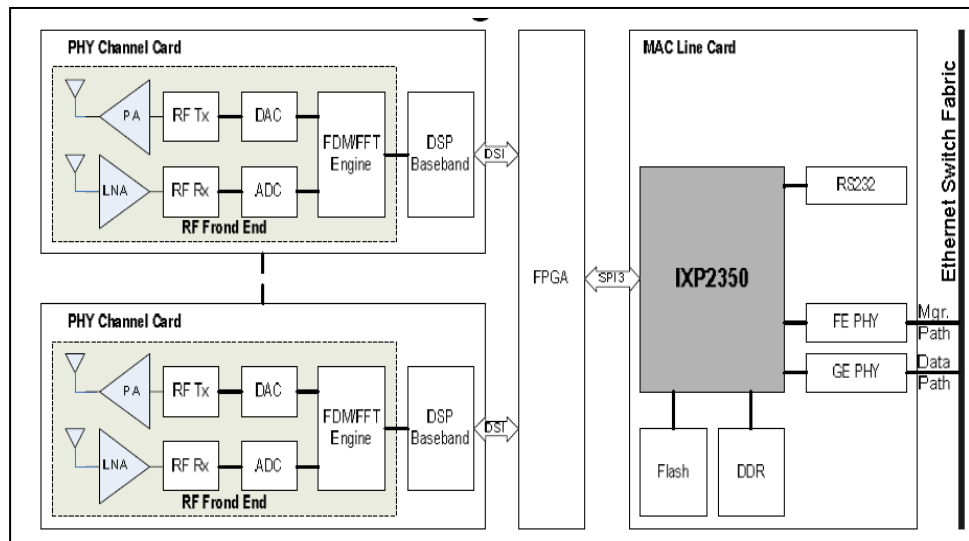 PHY Channel Card
PA
RF Tx
DAC
FDM/FFT
Engine
DSP
Baseband
LNA
RF Rx
ADC
RF Frond End
DSI
PHY Channel Card
PA
RF Tx
DAC
FDM/FFT
Engine
DSP
Baseband
LNA
RF Rx
ADC
RF Frond End
DSI
FPGA
SPI3
MAC Line Card
IXP2350
RS232
FE PHY
GE PHY
Flash
DDR
Mgr.
Path
Data
Path
Ethernet Switch Fabric